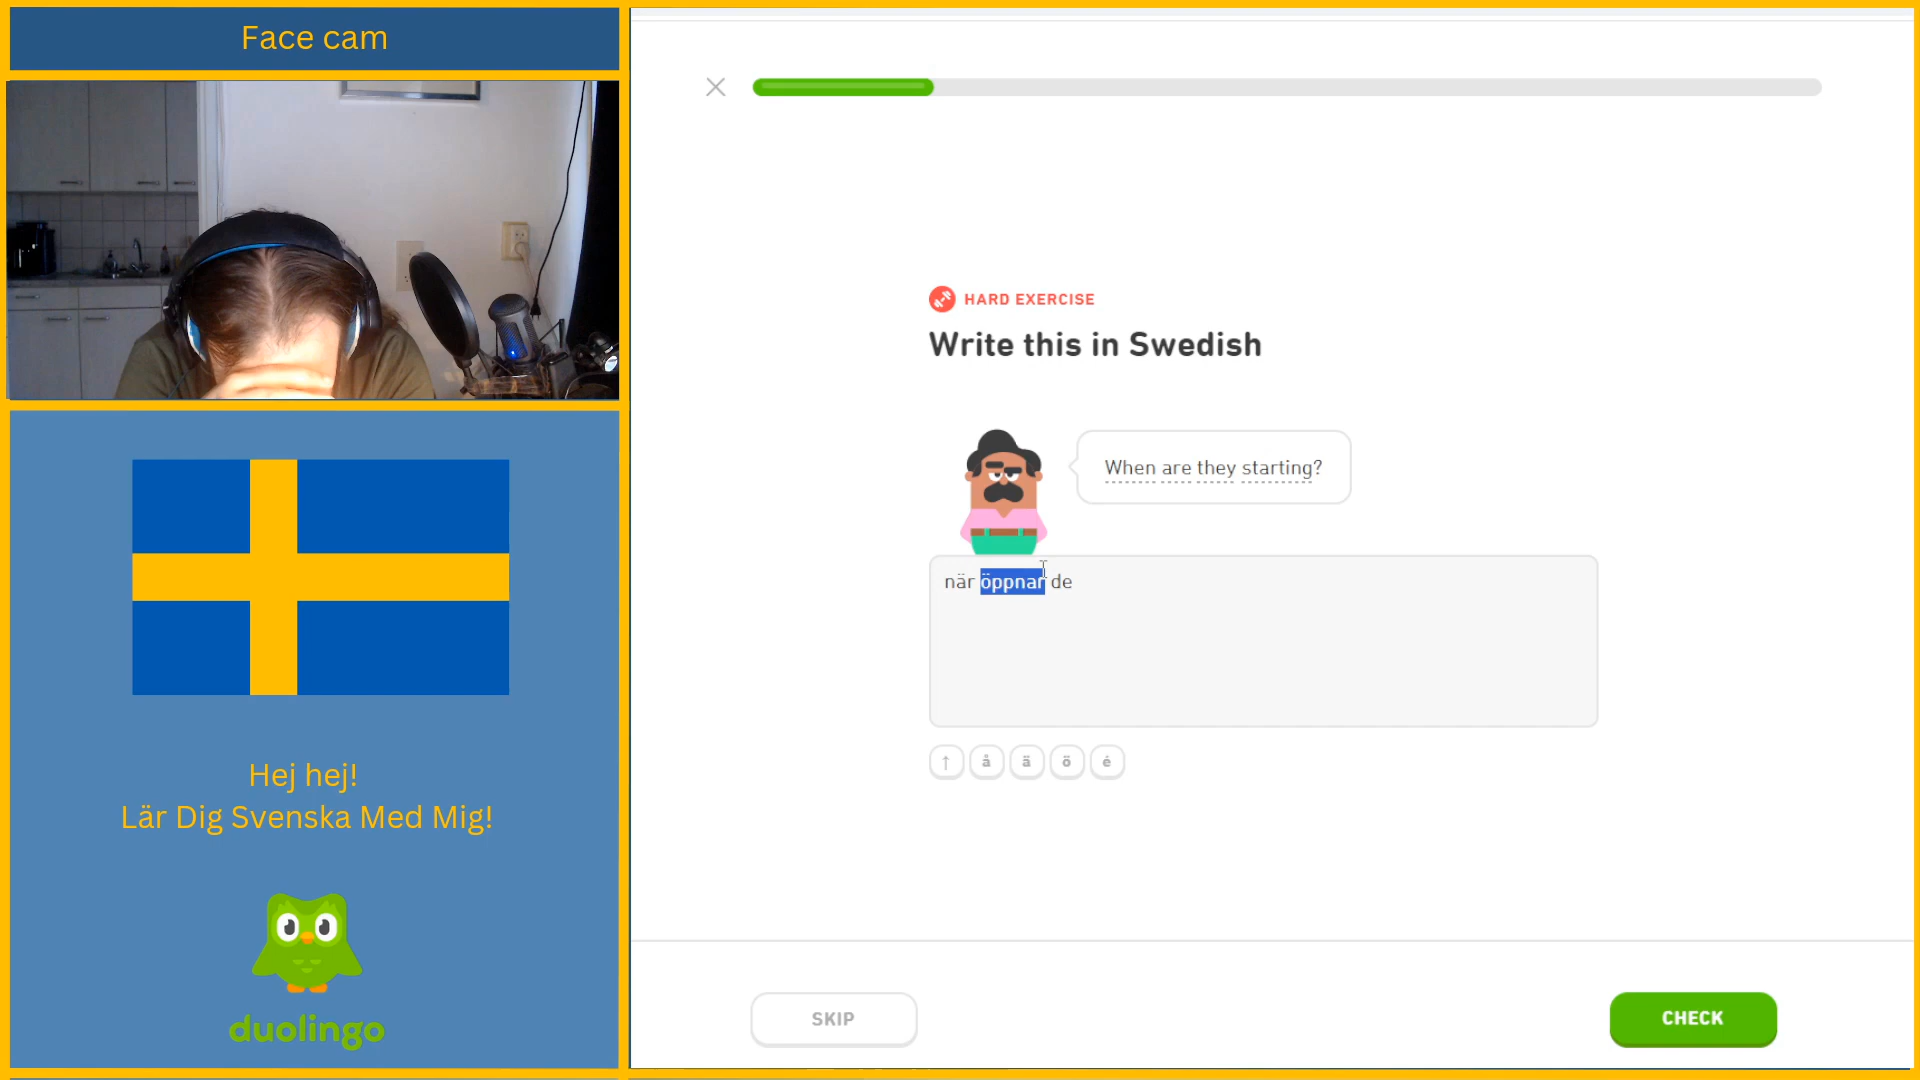 Face cam
HARD EXERCISE
Write this in Swedish
When are they starting?
när öppnar de
↑ å ä ö é
Hej hej!
Lär Dig Svenska Med Mig!
duolingo
SKIP
CHECK